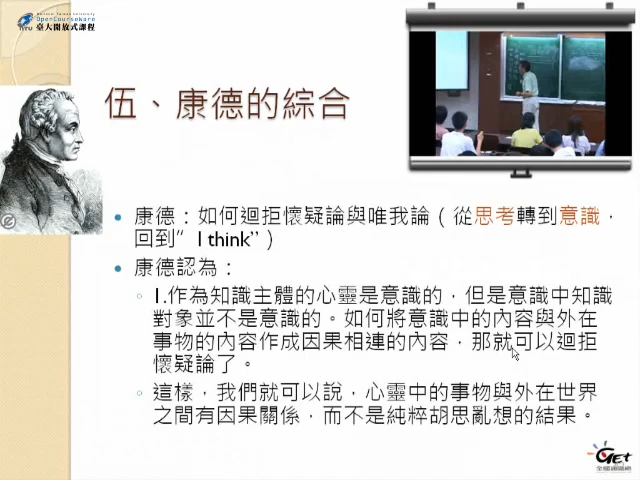 National Taiwan University
OpenCourseware
NTU 臺大開放式課程
伍、康德的綜合
• 康德：如何迴拒懷疑論與唯我論（從思考轉到意識，
回到”I think”）
• 康德認為：
◦ 1.作為知識主體的心靈是意識的，但是意識中知識
對象並不是意識的。如何將意識中的內容與外在
事物的內容作成因果相連的內容，那就可以迴拒
懷疑論了。
◦ 這樣，我們就可以說，心靈中的事物與外在世界
之間有因果關係，而不是純粹胡思亂想的結果。
GET